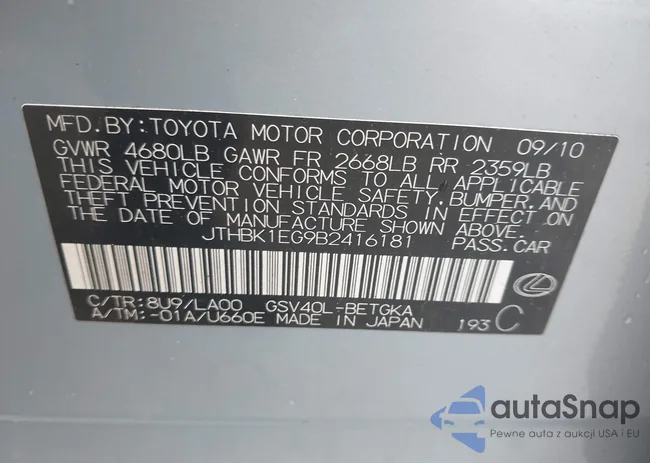 MFD. BY: TOYOTA MOTOR CORPORATION 09/10
GVWR 4680LB GAWR FR 2668LB RR 2359LB
THIS VEHICLE CONFORMS TO ALL APPLICABLE
FEDERAL MOTOR VEHICLE SAFETY, BUMPER, AND
THEFT PREVENTION STANDARDS IN EFFECT ON
THE DATE OF MANUFACTURE SHOWN ABOVE.
JTHBK1EG9B2416181 PASS. CAR
C/TR: 8U9/LA00 GSV40L-BETGKA
A/TM: -01A/U660E MADE IN JAPAN 193 C
autaSnap
Pewne auta z aukcji USA i EU